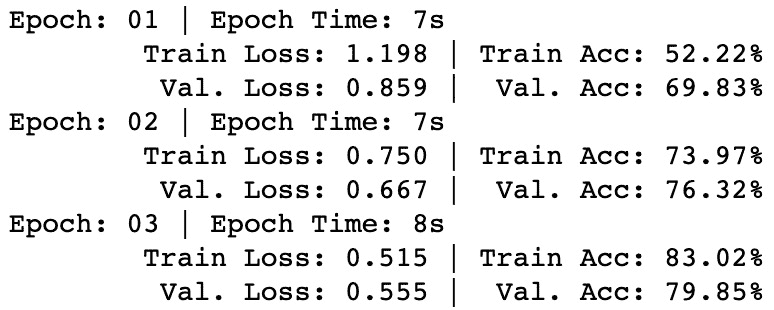 Epoch: 01 | Epoch Time: 7s
Train Loss: 1.198 | Train Acc: 52.22%
Val. Loss: 0.859 | Val. Acc: 69.83%
Epoch: 02 | Epoch Time: 7s
Train Loss: 0.750 | Train Acc: 73.97%
Val. Loss: 0.667 | Val. Acc: 76.32%
Epoch: 03 | Epoch Time: 8s
Train Loss: 0.515 | Train Acc: 83.02%
Val. Loss: 0.555 | Val. Acc: 79.85%